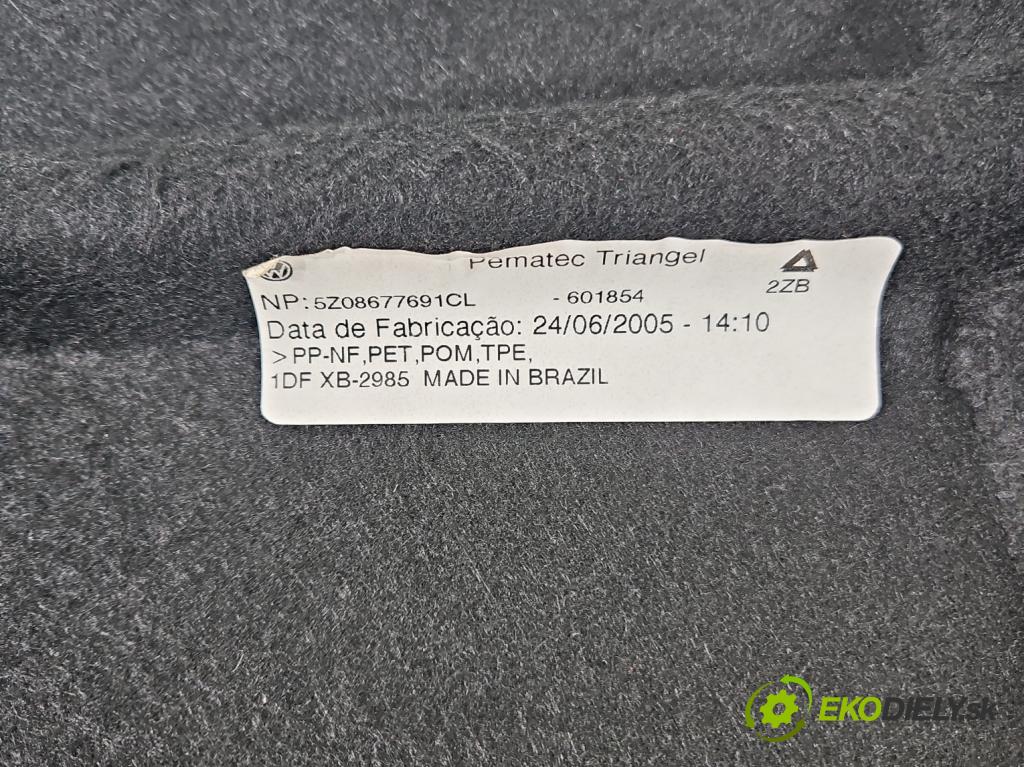 Pematec Triangel
2ZB
NP: 5Z08677691CL - 601854
Data de Fabricação: 24/06/2005 - 14:10
>PP-NF,PET,POM,TPE,
1DF XB-2985 MADE IN BRAZIL
EKODIELY.sk